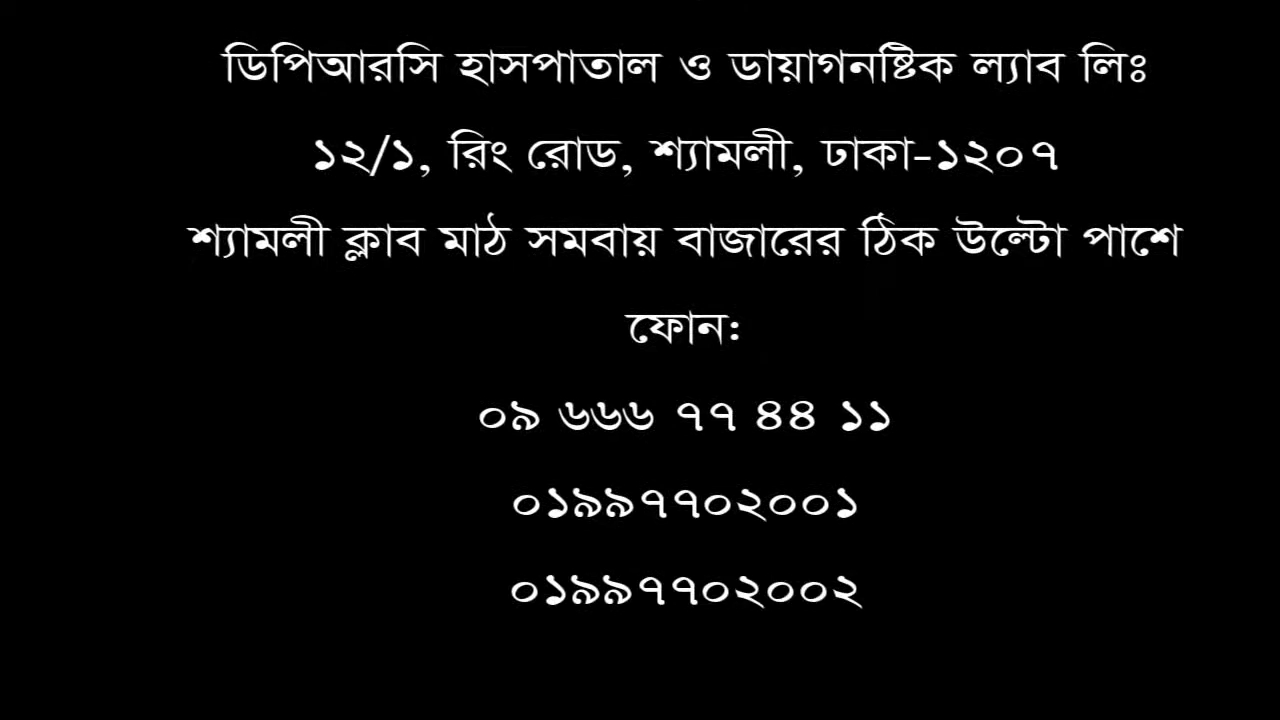 ডিপিআরসি হাসপাতাল ও ডায়াগনষ্টিক ল্যাব লিঃ
১২/১, রিং রোড, শ্যামলী, ঢাকা-১২০৭
শ্যামলী ক্লাব মাঠ সমবায় বাজারের ঠিক উল্টো পাশে
ফোন:
০৯ ৬৬৬ ৭৭ ৪৪ ১১
০১৯৯৭৭০২০০১
০১৯৯৭৭০২০০২